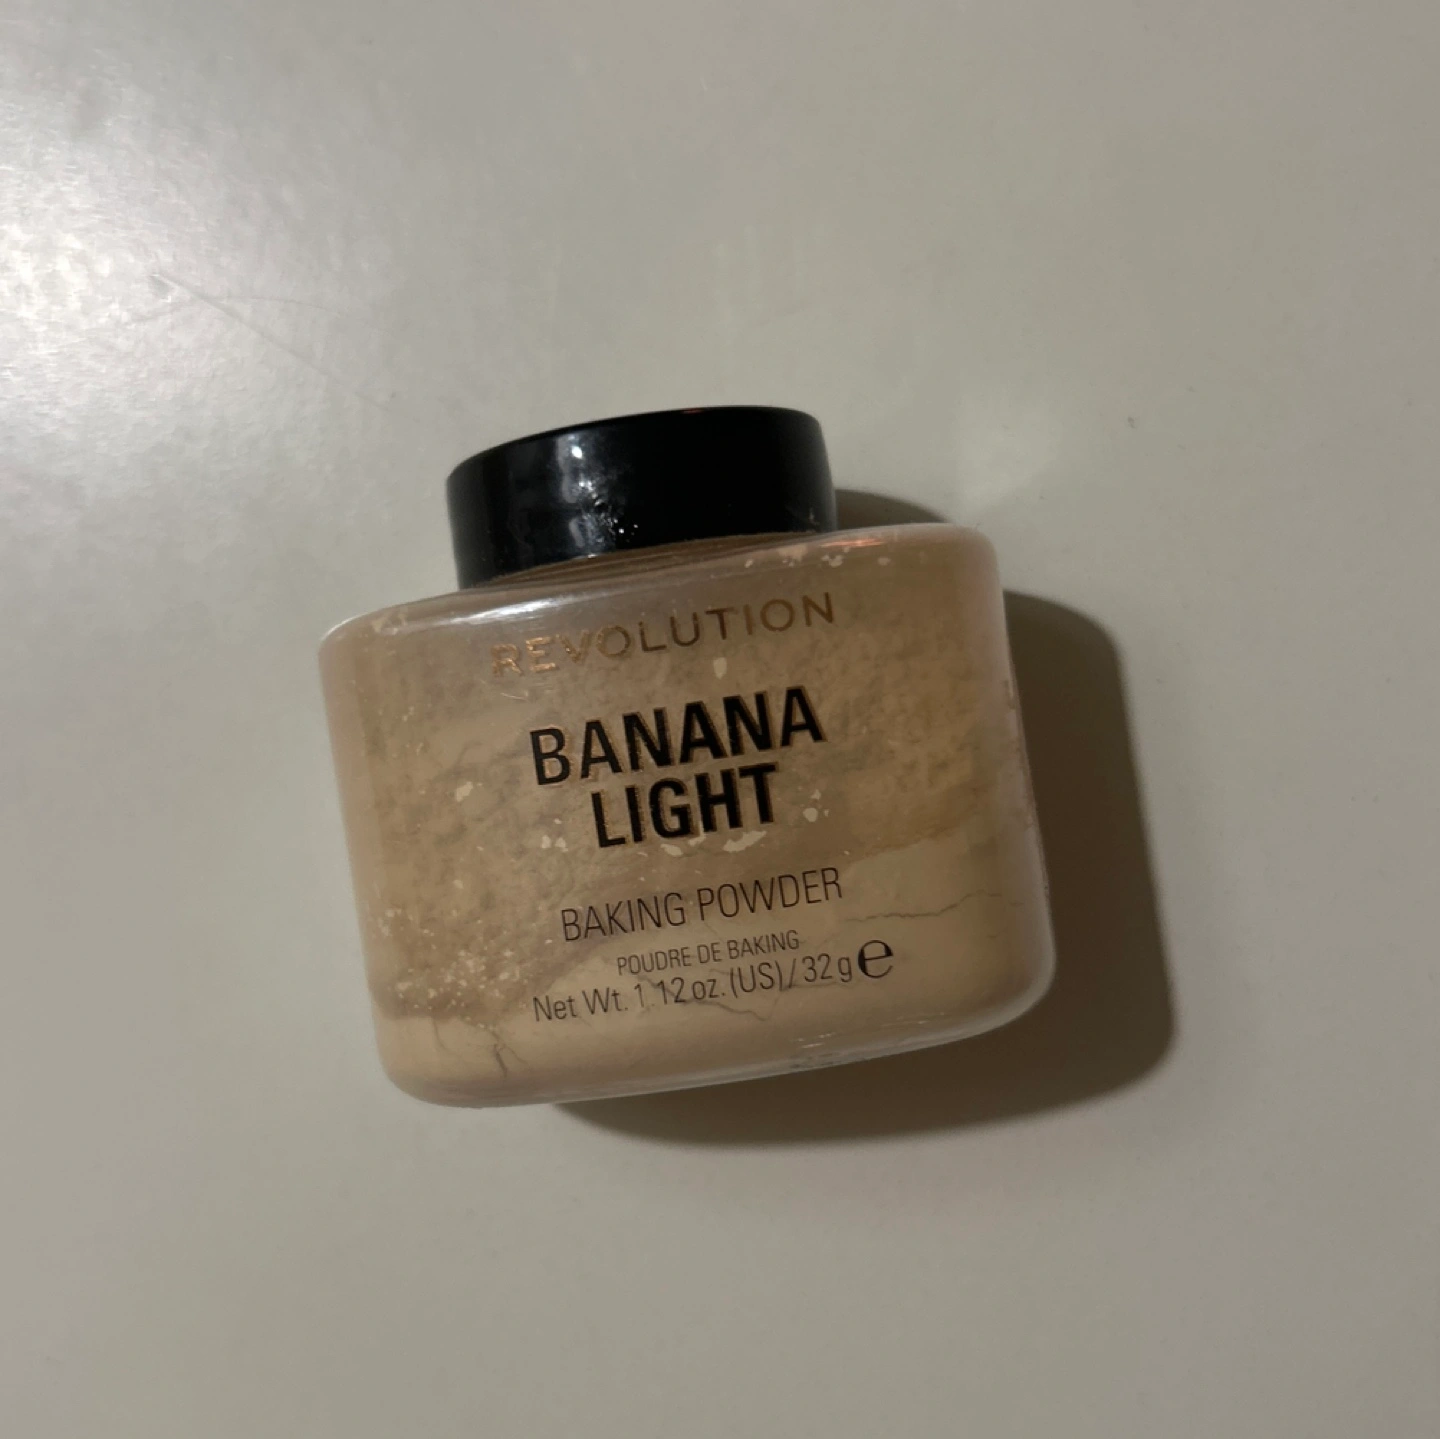 REVOLUTION
BANANA
LIGHT
BAKING POWDER
POUDRE DE BAKING
Net Wt. 1.12 oz. (US) / 32 g e